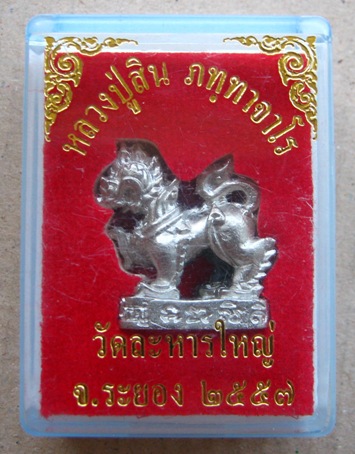 หลวงปู่สิน ภทฺทาจาโร
วัดละหารใหญ่
จ.ระยอง ๒๕๕๗